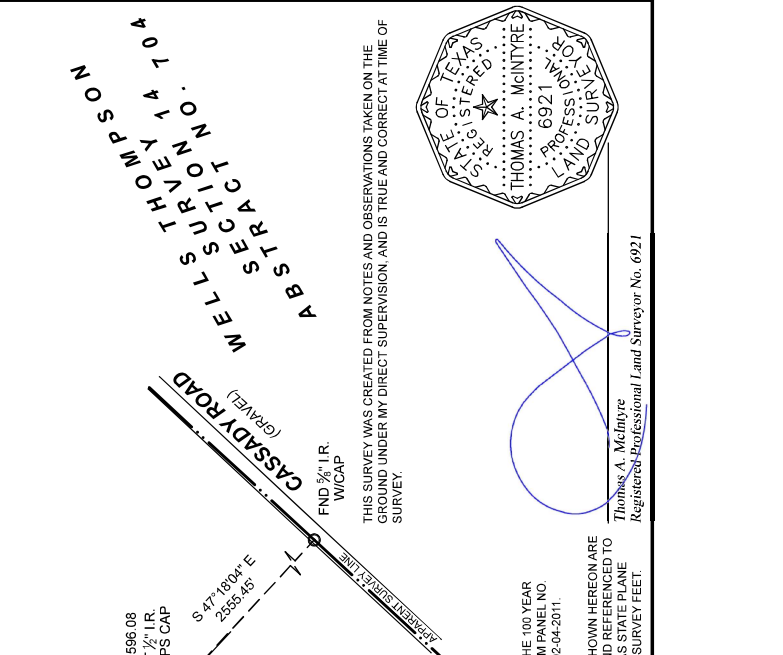 WELLS THOMPSON
SURVEY 14
SECTION NO. 704
ABSTRACT
CASSADY ROAD
(GRAVEL)
FND ⅝" I.R.
W/CAP
S 47°18'04" E
2555.45'
APPARENT SURVEY LINE
596.08
½" I.R.
PS CAP
THIS SURVEY WAS CREATED FROM NOTES AND OBSERVATIONS TAKEN ON THE
GROUND UNDER MY DIRECT SUPERVISION, AND IS TRUE AND CORRECT AT TIME OF
SURVEY.
STATE OF TEXAS
REGISTERED
THOMAS A. McINTYRE
6921
PROFESSIONAL
LAND SURVEYOR
Thomas A. McIntyre
Registered Professional Land Surveyor No. 6921
HE 100 YEAR
M PANEL NO.
2-04-2011.
HOWN HEREON ARE
ND REFERENCED TO
S STATE PLANE
SURVEY FEET.